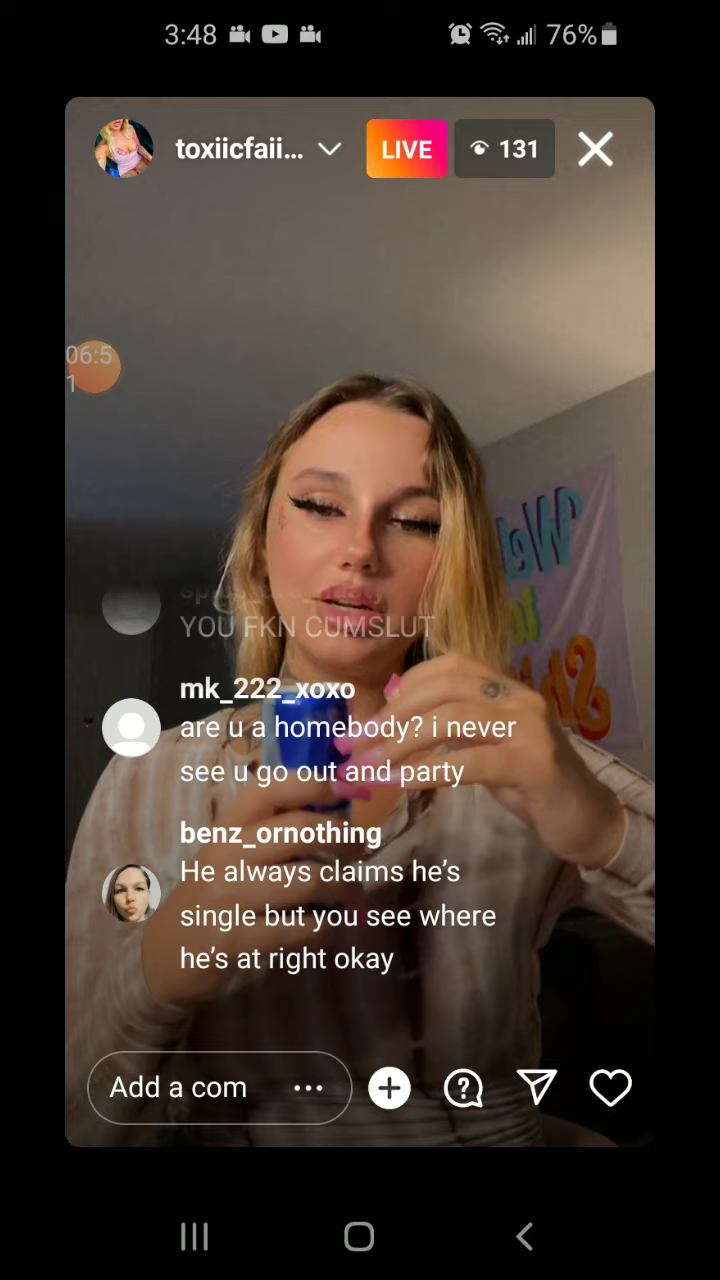 3:48
76%
toxiicfaii...
LIVE
131
06:5
1
YOU FKN CUMSLUT
mk_222_xoxo
are u a homebody? i never
see u go out and party
benz_ornothing
He always claims he’s
single but you see where
he’s at right okay
Add a com